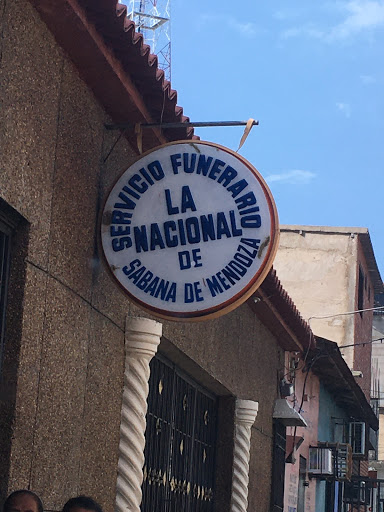 SERVICIO FUNERARIO
LA
NACIONAL
DE
SABANA DE MENDOZA